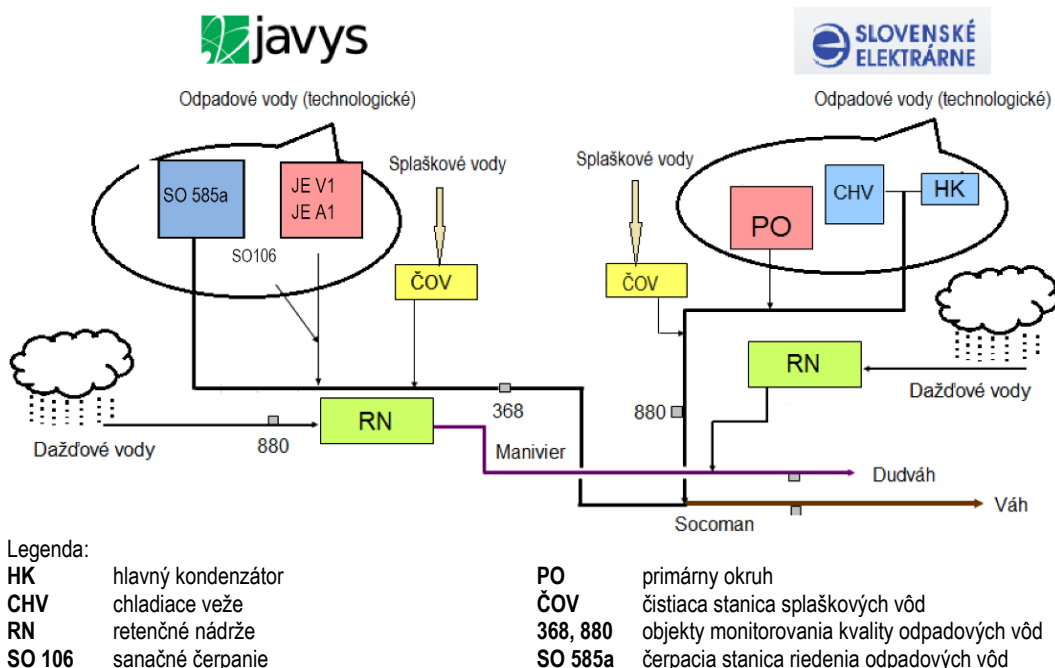 javys
SLOVENSKÉ
ELEKTRÁRNE
Odpadové vody (technologické)
Odpadové vody (technologické)
SO 585a
JE V1
JE A1
SO106
Splaškové vody
ČOV
Splaškové vody
ČOV
PO
CHV
HK
RN
Dažďové vody
Dažďové vody
880
RN
368
880
Manivier
Dudváh
Socoman
Váh
Legenda:
HK hlavný kondenzátor
CHV chladiace veže
RN retenčné nádrže
SO 106 sanačné čerpanie
PO primárny okruh
ČOV čistiaca stanica splaškových vôd
368, 880 objekty monitorovania kvality odpadových vôd
SO 585a čerpacia stanica riedenia odpadových vôd